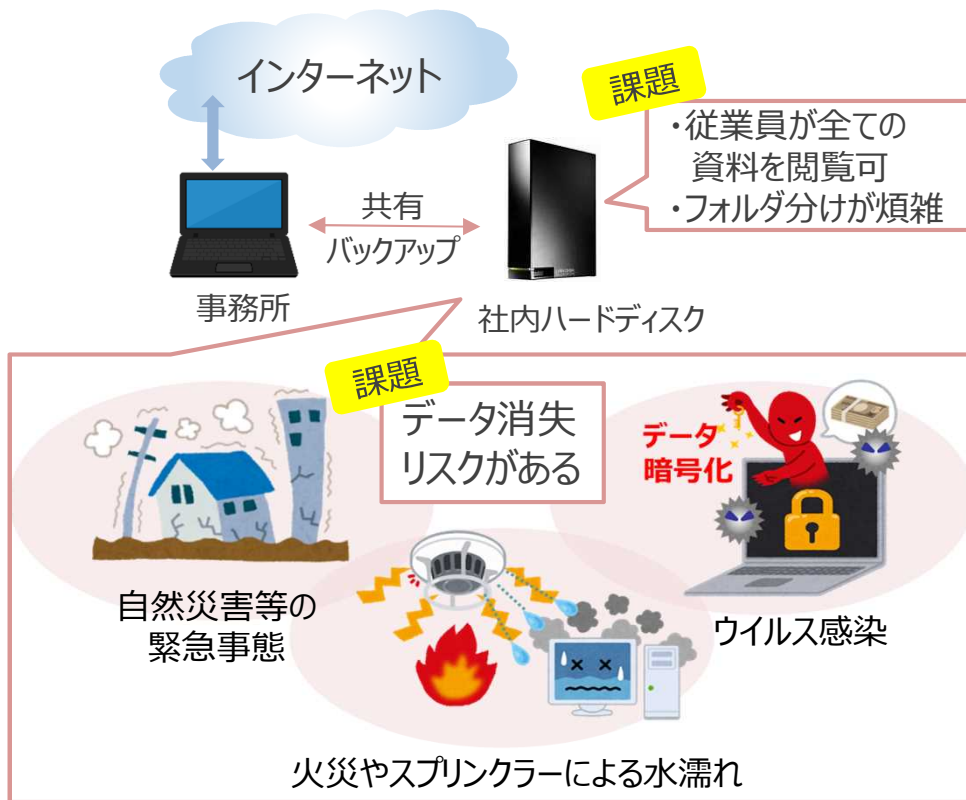 インターネット
課題
・従業員が全ての
資料を閲覧可
・フォルダ分けが煩雑
共有
バックアップ
事務所
社内ハードディスク
課題
データ消失
リスクがある
データ
暗号化
自然災害等の
緊急事態
ウイルス感染
火災やスプリンクラーによる水濡れ